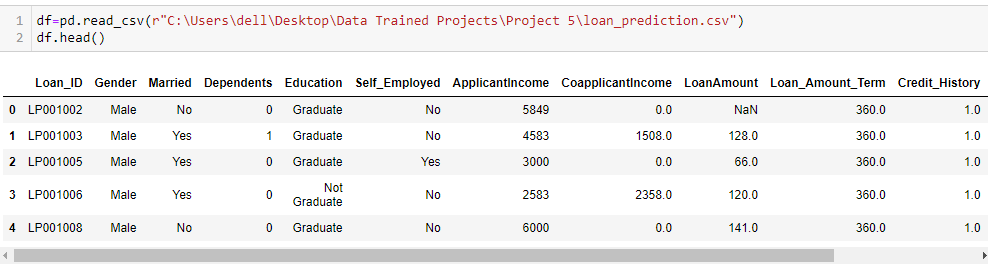 1 df=pd.read_csv(r"C:\Users\dell\Desktop\Data Trained Projects\Project 5\loan_prediction.csv")
2 df.head()
Loan_ID Gender Married Dependents Education Self_Employed ApplicantIncome CoapplicantIncome LoanAmount Loan_Amount_Term Credit_History
0 LP001002 Male No 0 Graduate No 5849 0.0 NaN 360.0 1.0
1 LP001003 Male Yes 1 Graduate No 4583 1508.0 128.0 360.0 1.0
2 LP001005 Male Yes 0 Graduate Yes 3000 0.0 66.0 360.0 1.0
3 LP001006 Male Yes 0 Not Graduate No 2583 2358.0 120.0 360.0 1.0
4 LP001008 Male No 0 Graduate No 6000 0.0 141.0 360.0 1.0